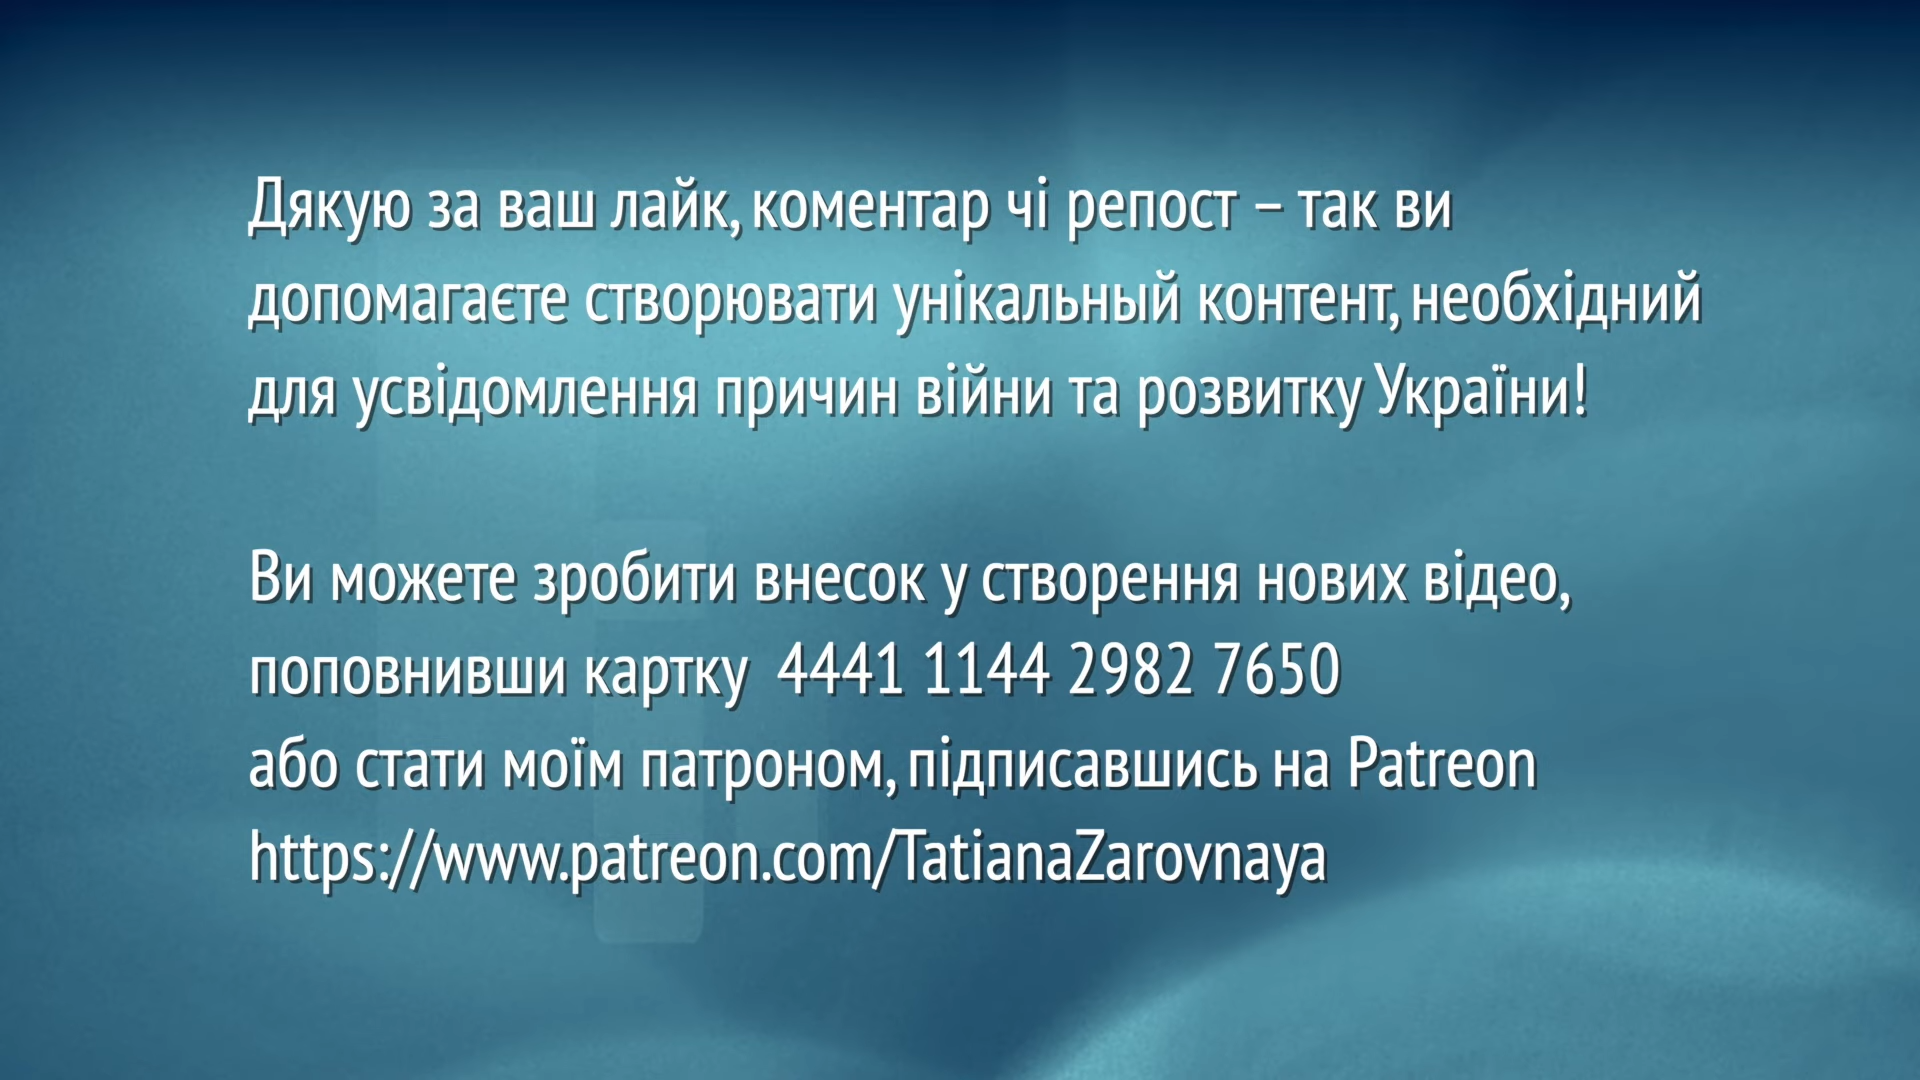 Дякую за ваш лайк, коментар чі репост – так ви
допомагаєте створювати унікальный контент, необхідний
для усвідомлення причин війни та розвитку України!
Ви можете зробити внесок у створення нових відео,
поповнивши картку 4441 1144 2982 7650
або стати моїм патроном, підписавшись на Patreon
https://www.patreon.com/TatianaZarovnaya